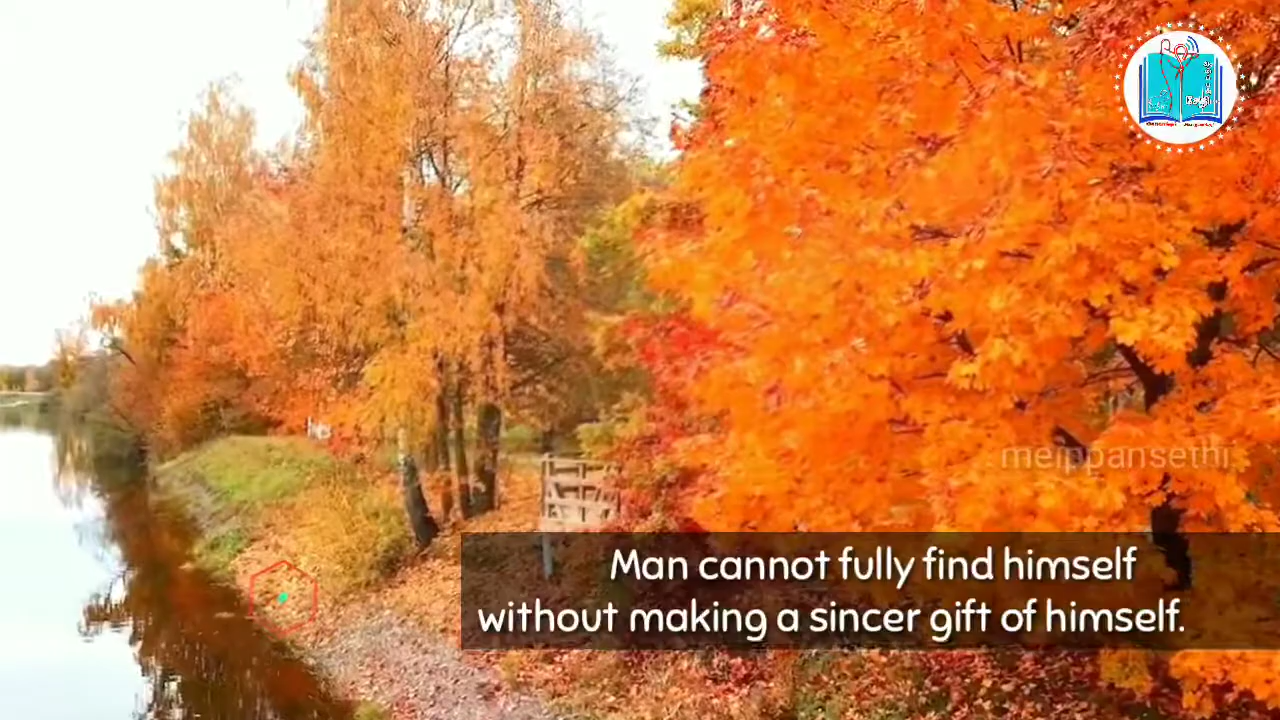 meippansethi
Man cannot fully find himself
without making a sincer gift of himself.